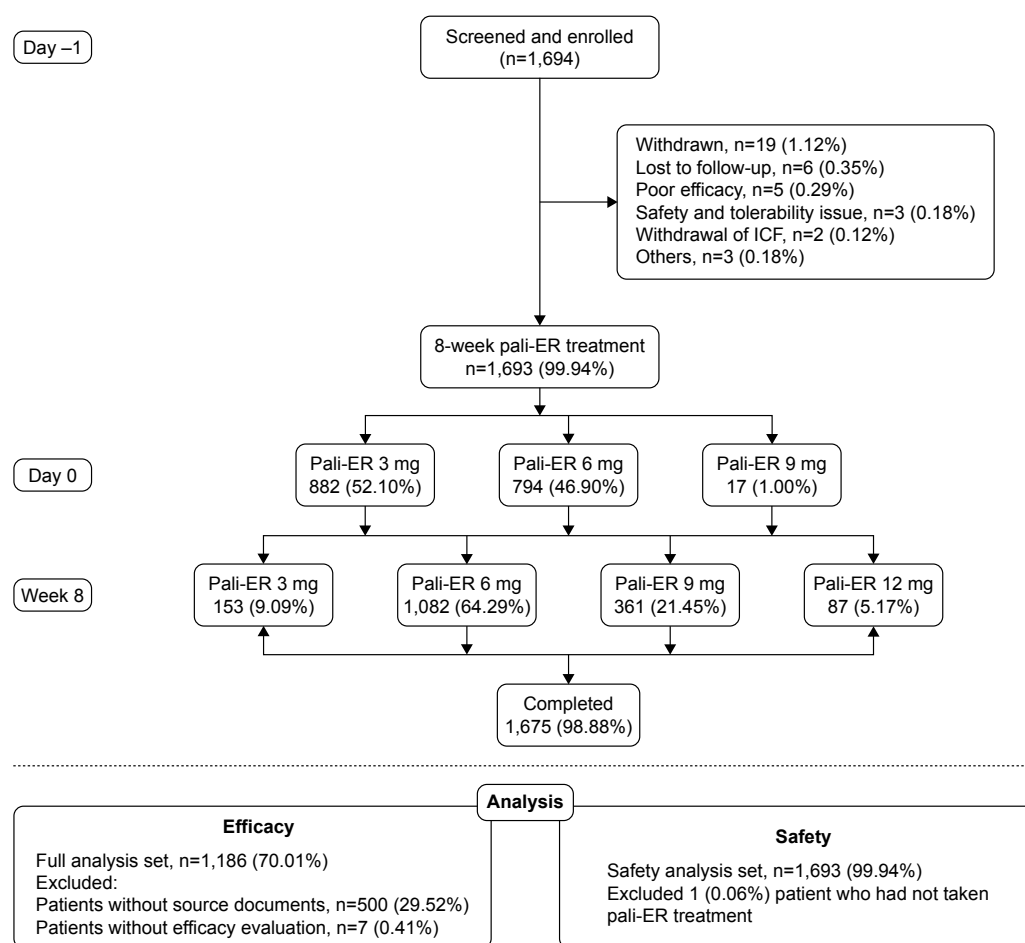 Day –1
Screened and enrolled
(n=1,694)
Withdrawn, n=19 (1.12%)
Lost to follow-up, n=6 (0.35%)
Poor efficacy, n=5 (0.29%)
Safety and tolerability issue, n=3 (0.18%)
Withdrawal of ICF, n=2 (0.12%)
Others, n=3 (0.18%)
8-week pali-ER treatment
n=1,693 (99.94%)
Day 0
Pali-ER 3 mg
882 (52.10%)
Pali-ER 6 mg
794 (46.90%)
Pali-ER 9 mg
17 (1.00%)
Week 8
Pali-ER 3 mg
153 (9.09%)
Pali-ER 6 mg
1,082 (64.29%)
Pali-ER 9 mg
361 (21.45%)
Pali-ER 12 mg
87 (5.17%)
Completed
1,675 (98.88%)
Analysis
Efficacy
Full analysis set, n=1,186 (70.01%)
Excluded:
Patients without source documents, n=500 (29.52%)
Patients without efficacy evaluation, n=7 (0.41%)
Safety
Safety analysis set, n=1,693 (99.94%)
Excluded 1 (0.06%) patient who had not taken
pali-ER treatment